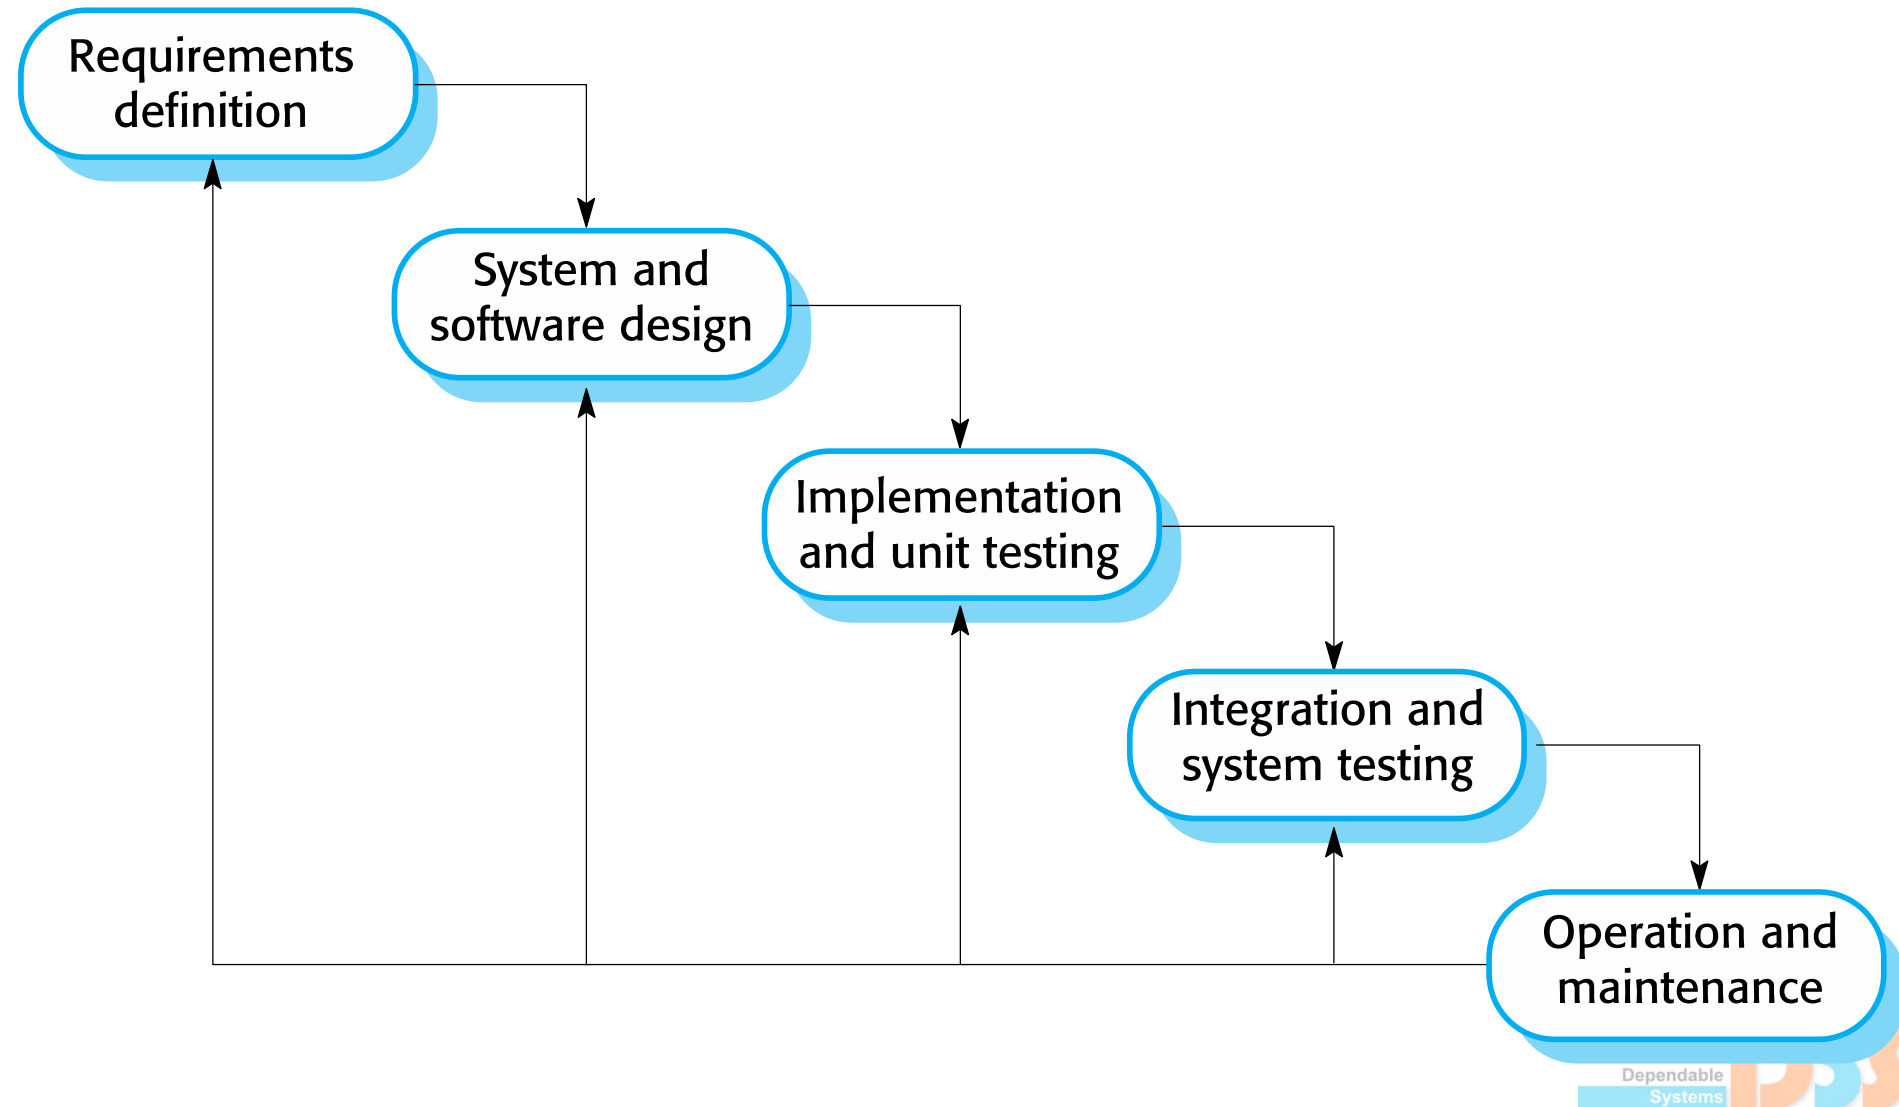 Requirements
definition
System and
software design
Implementation
and unit testing
Integration and
system testing
Operation and
maintenance
Dependable
Systems